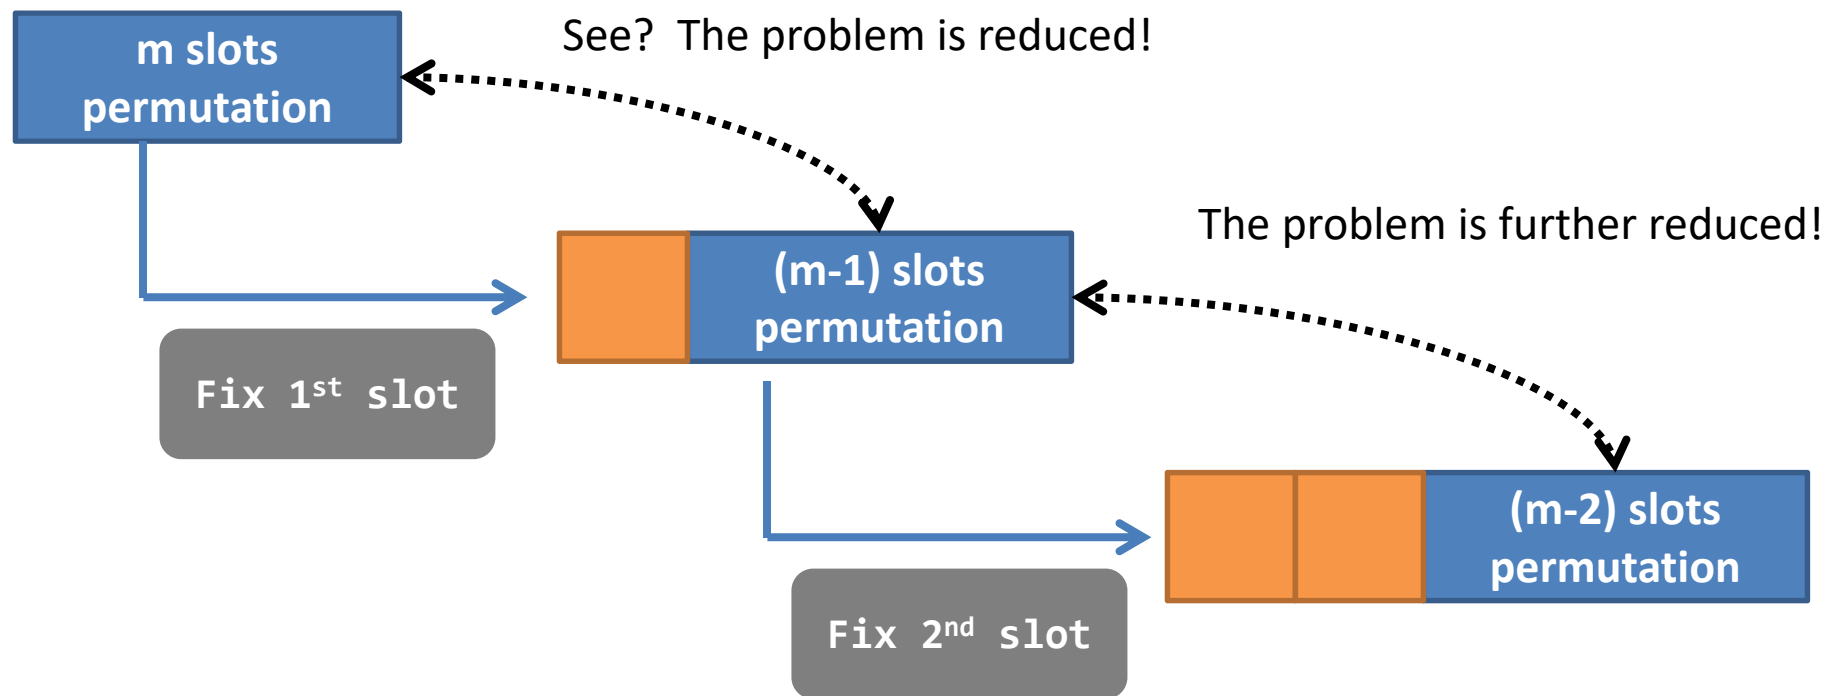 m slots
permutation
See?  The problem is reduced!
(m-1) slots
permutation
The problem is further reduced!
Fix 1st slot
(m-2) slots
permutation
Fix 2nd slot